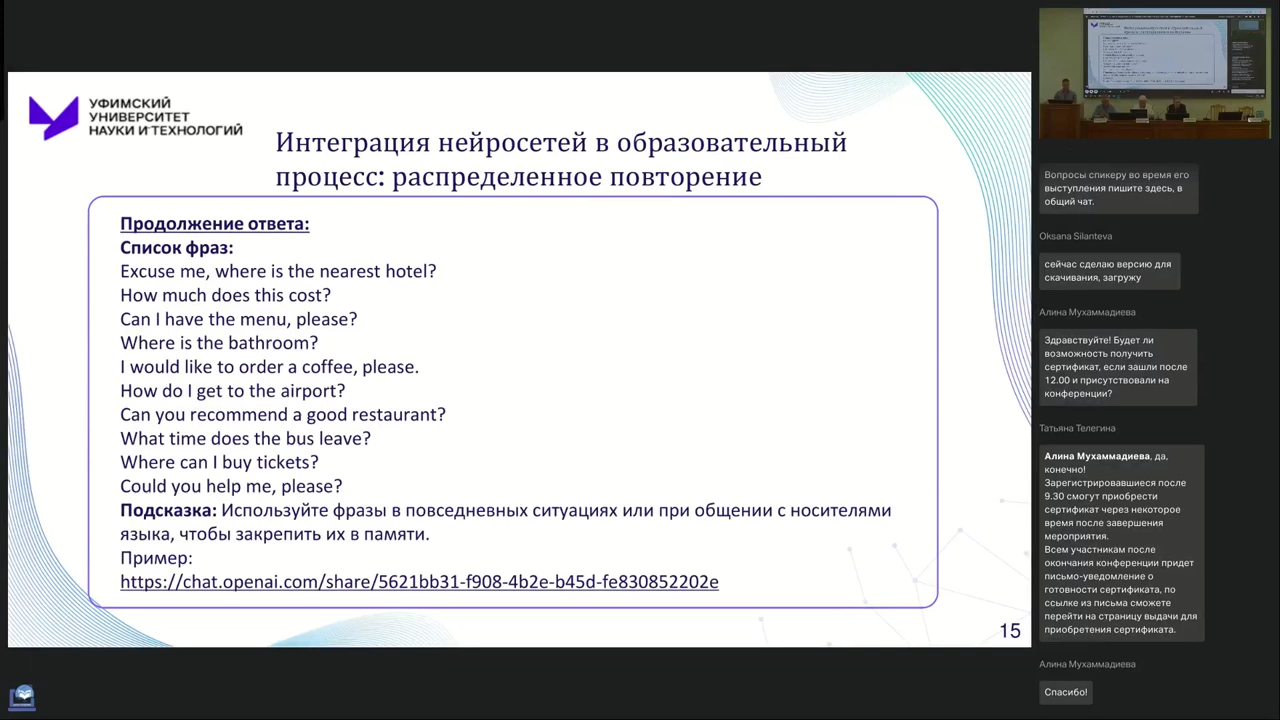 УФИМСКИЙ
УНИВЕРСИТЕТ
НАУКИ И ТЕХНОЛОГИЙ
Интеграция нейросетей в образовательный
процесс: распределенное повторение
Продолжение ответа:
Список фраз:
Excuse me, where is the nearest hotel?
How much does this cost?
Can I have the menu, please?
Where is the bathroom?
I would like to order a coffee, please.
How do I get to the airport?
Can you recommend a good restaurant?
What time does the bus leave?
Where can I buy tickets?
Could you help me, please?
Подсказка: Используйте фразы в повседневных ситуациях или при общении с носителями
языка, чтобы закрепить их в памяти.
Пример:
https://chat.openai.com/share/5621bb31-f908-4b2e-b45d-fe830852202e
15
Вопросы спикеру во время его
выступления пишите здесь, в
общий чат.
Oksana Silanteva
сейчас сделаю версию для
скачивания, загружу
Алина Мухаммадиева
Здравствуйте! Будет ли
возможность получить
сертификат, если зашли после
12.00 и присутствовали на
конференции?
Татьяна Телегина
Алина Мухаммадиева, да,
конечно!
Зарегистрировавшиеся после
9.30 смогут приобрести
сертификат через некоторое
время после завершения
мероприятия.
Всем участникам после
окончания конференции придет
письмо-уведомление о
готовности сертификата, по
ссылке из письма сможете
перейти на страницу выдачи для
приобретения сертификата.
Алина Мухаммадиева
Спасибо!